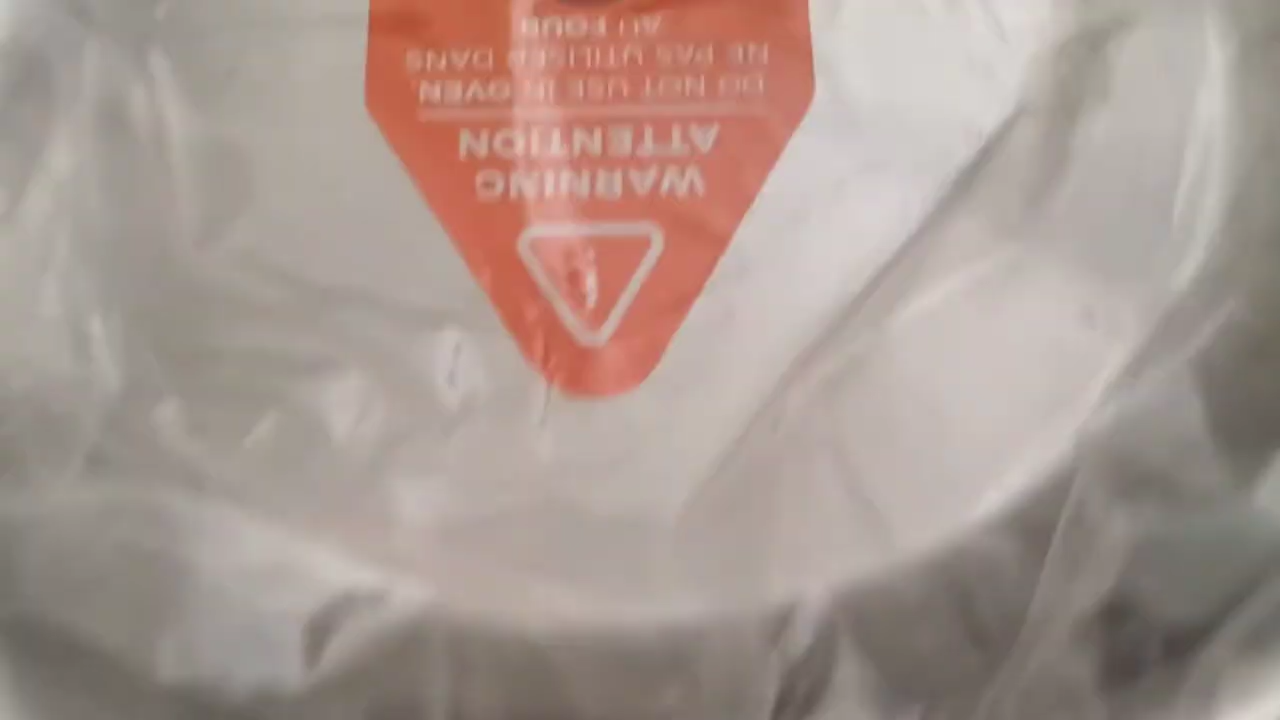 WARNING
ATTENTION
DO NOT USE IN OVEN.
NE PAS UTILISER DANS
AU FOUR